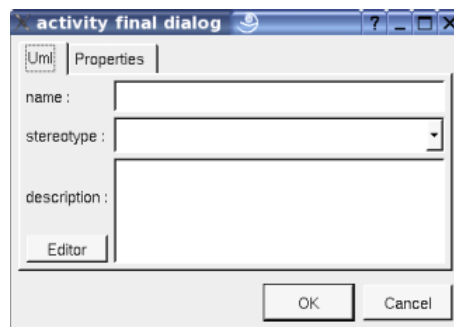 activity final dialog ? _
Uml Properties
name :
stereotype :
description :
Editor
OK Cancel